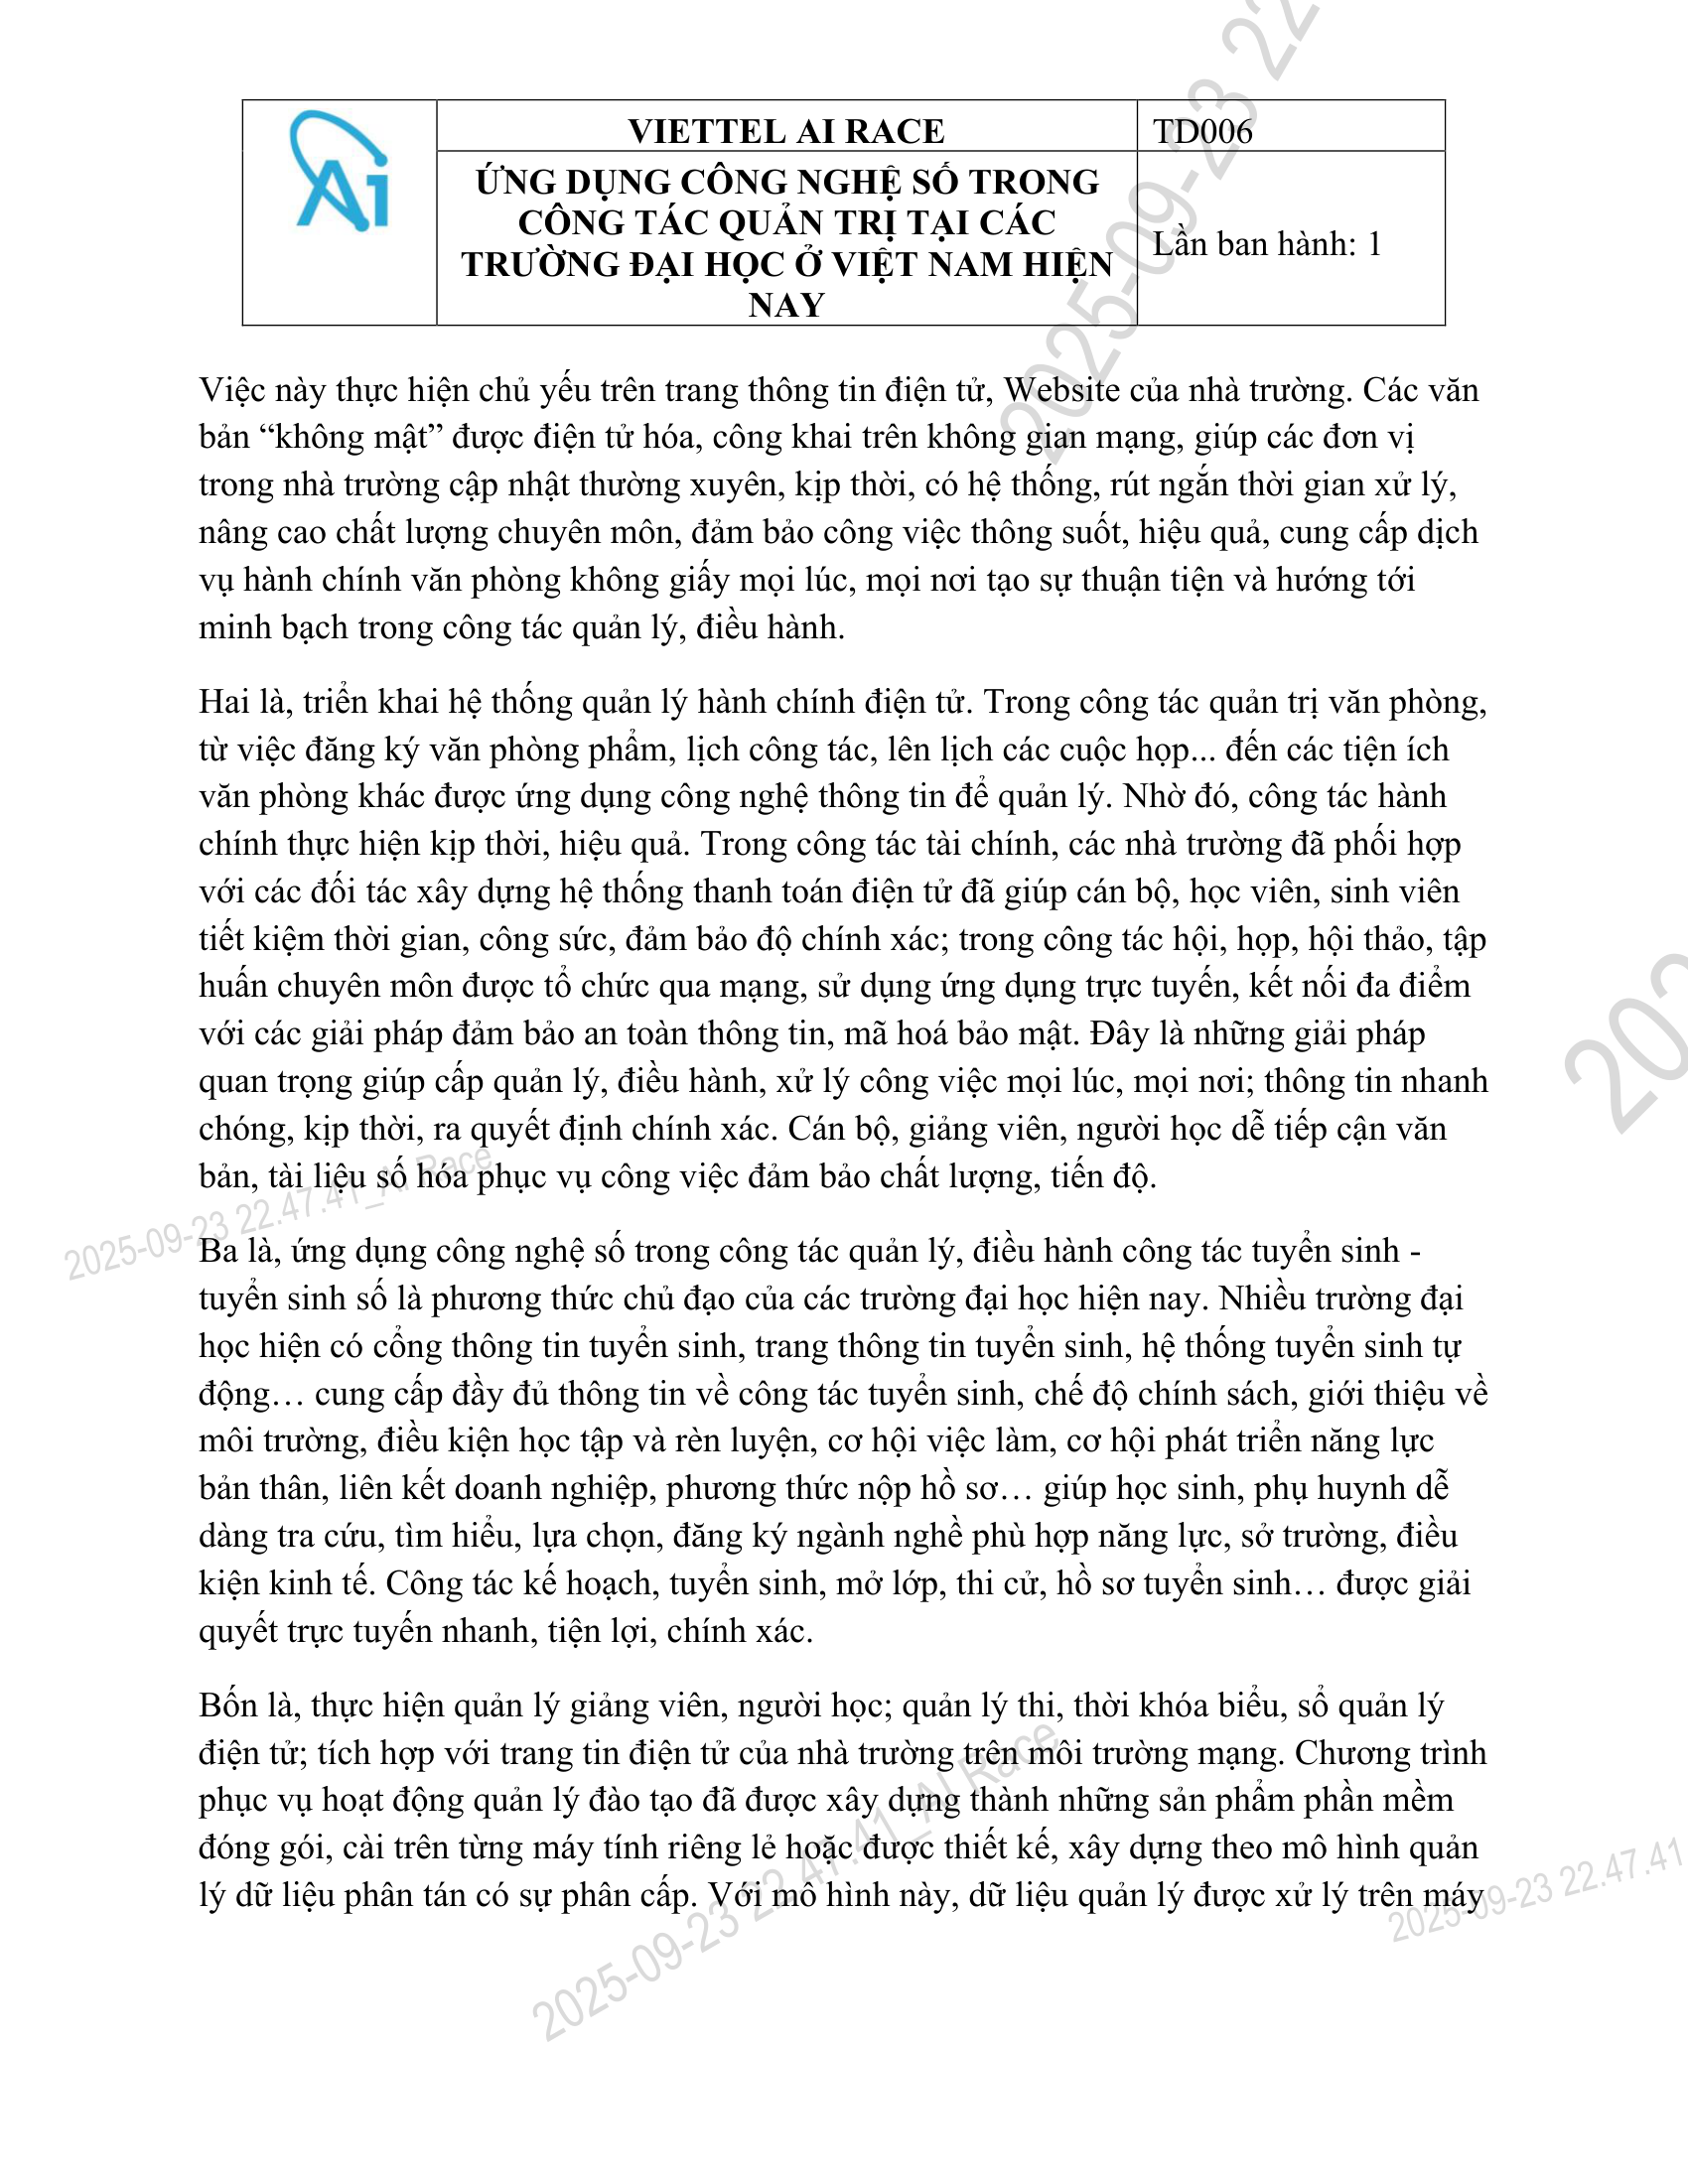 Ai
VIETTEL AI RACE
TD006
ỨNG DỤNG CÔNG NGHỆ SỐ TRONG
CÔNG TÁC QUẢN TRỊ TẠI CÁC
TRƯỜNG ĐẠI HỌC Ở VIỆT NAM HIỆN
NAY
Lần ban hành: 1
Việc này thực hiện chủ yếu trên trang thông tin điện tử, Website của nhà trường. Các văn
bản “không mật” được điện tử hóa, công khai trên không gian mạng, giúp các đơn vị
trong nhà trường cập nhật thường xuyên, kịp thời, có hệ thống, rút ngắn thời gian xử lý,
nâng cao chất lượng chuyên môn, đảm bảo công việc thông suốt, hiệu quả, cung cấp dịch
vụ hành chính văn phòng không giấy mọi lúc, mọi nơi tạo sự thuận tiện và hướng tới
minh bạch trong công tác quản lý, điều hành.
Hai là, triển khai hệ thống quản lý hành chính điện tử. Trong công tác quản trị văn phòng,
từ việc đăng ký văn phòng phẩm, lịch công tác, lên lịch các cuộc họp... đến các tiện ích
văn phòng khác được ứng dụng công nghệ thông tin để quản lý. Nhờ đó, công tác hành
chính thực hiện kịp thời, hiệu quả. Trong công tác tài chính, các nhà trường đã phối hợp
với các đối tác xây dựng hệ thống thanh toán điện tử đã giúp cán bộ, học viên, sinh viên
tiết kiệm thời gian, công sức, đảm bảo độ chính xác; trong công tác hội, họp, hội thảo, tập
huấn chuyên môn được tổ chức qua mạng, sử dụng ứng dụng trực tuyến, kết nối đa điểm
với các giải pháp đảm bảo an toàn thông tin, mã hoá bảo mật. Đây là những giải pháp
quan trọng giúp cấp quản lý, điều hành, xử lý công việc mọi lúc, mọi nơi; thông tin nhanh
chóng, kịp thời, ra quyết định chính xác. Cán bộ, giảng viên, người học dễ tiếp cận văn
bản, tài liệu số hóa phục vụ công việc đảm bảo chất lượng, tiến độ.
Ba là, ứng dụng công nghệ số trong công tác quản lý, điều hành công tác tuyển sinh -
tuyển sinh số là phương thức chủ đạo của các trường đại học hiện nay. Nhiều trường đại
học hiện có cổng thông tin tuyển sinh, trang thông tin tuyển sinh, hệ thống tuyển sinh tự
động… cung cấp đầy đủ thông tin về công tác tuyển sinh, chế độ chính sách, giới thiệu về
môi trường, điều kiện học tập và rèn luyện, cơ hội việc làm, cơ hội phát triển năng lực
bản thân, liên kết doanh nghiệp, phương thức nộp hồ sơ… giúp học sinh, phụ huynh dễ
dàng tra cứu, tìm hiểu, lựa chọn, đăng ký ngành nghề phù hợp năng lực, sở trường, điều
kiện kinh tế. Công tác kế hoạch, tuyển sinh, mở lớp, thi cử, hồ sơ tuyển sinh… được giải
quyết trực tuyến nhanh, tiện lợi, chính xác.
Bốn là, thực hiện quản lý giảng viên, người học; quản lý thi, thời khóa biểu, sổ quản lý
điện tử; tích hợp với trang tin điện tử của nhà trường trên môi trường mạng. Chương trình
phục vụ hoạt động quản lý đào tạo đã được xây dựng thành những sản phẩm phần mềm
đóng gói, cài trên từng máy tính riêng lẻ hoặc được thiết kế, xây dựng theo mô hình quản
lý dữ liệu phân tán có sự phân cấp. Với mô hình này, dữ liệu quản lý được xử lý trên máy
2025-09-23 22
202
2025-09-23 22.47.41_AI Race
2025-09-23 22.47.41_AI Race
2025-09-23 22.47.41